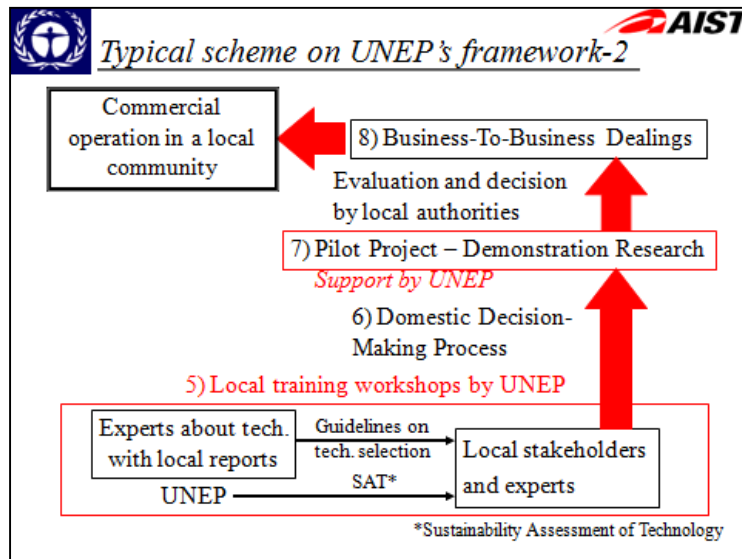 AIST
Typical scheme on UNEP's framework-2
Commercial
operation in a local
community
8) Business-To-Business Dealings
Evaluation and decision
by local authorities
7) Pilot Project – Demonstration Research
Support by UNEP
6) Domestic Decision-
Making Process
5) Local training workshops by UNEP
Experts about tech.
with local reports
Guidelines on
tech. selection
Local stakeholders
and experts
UNEP
SAT*
*Sustainability Assessment of Technology